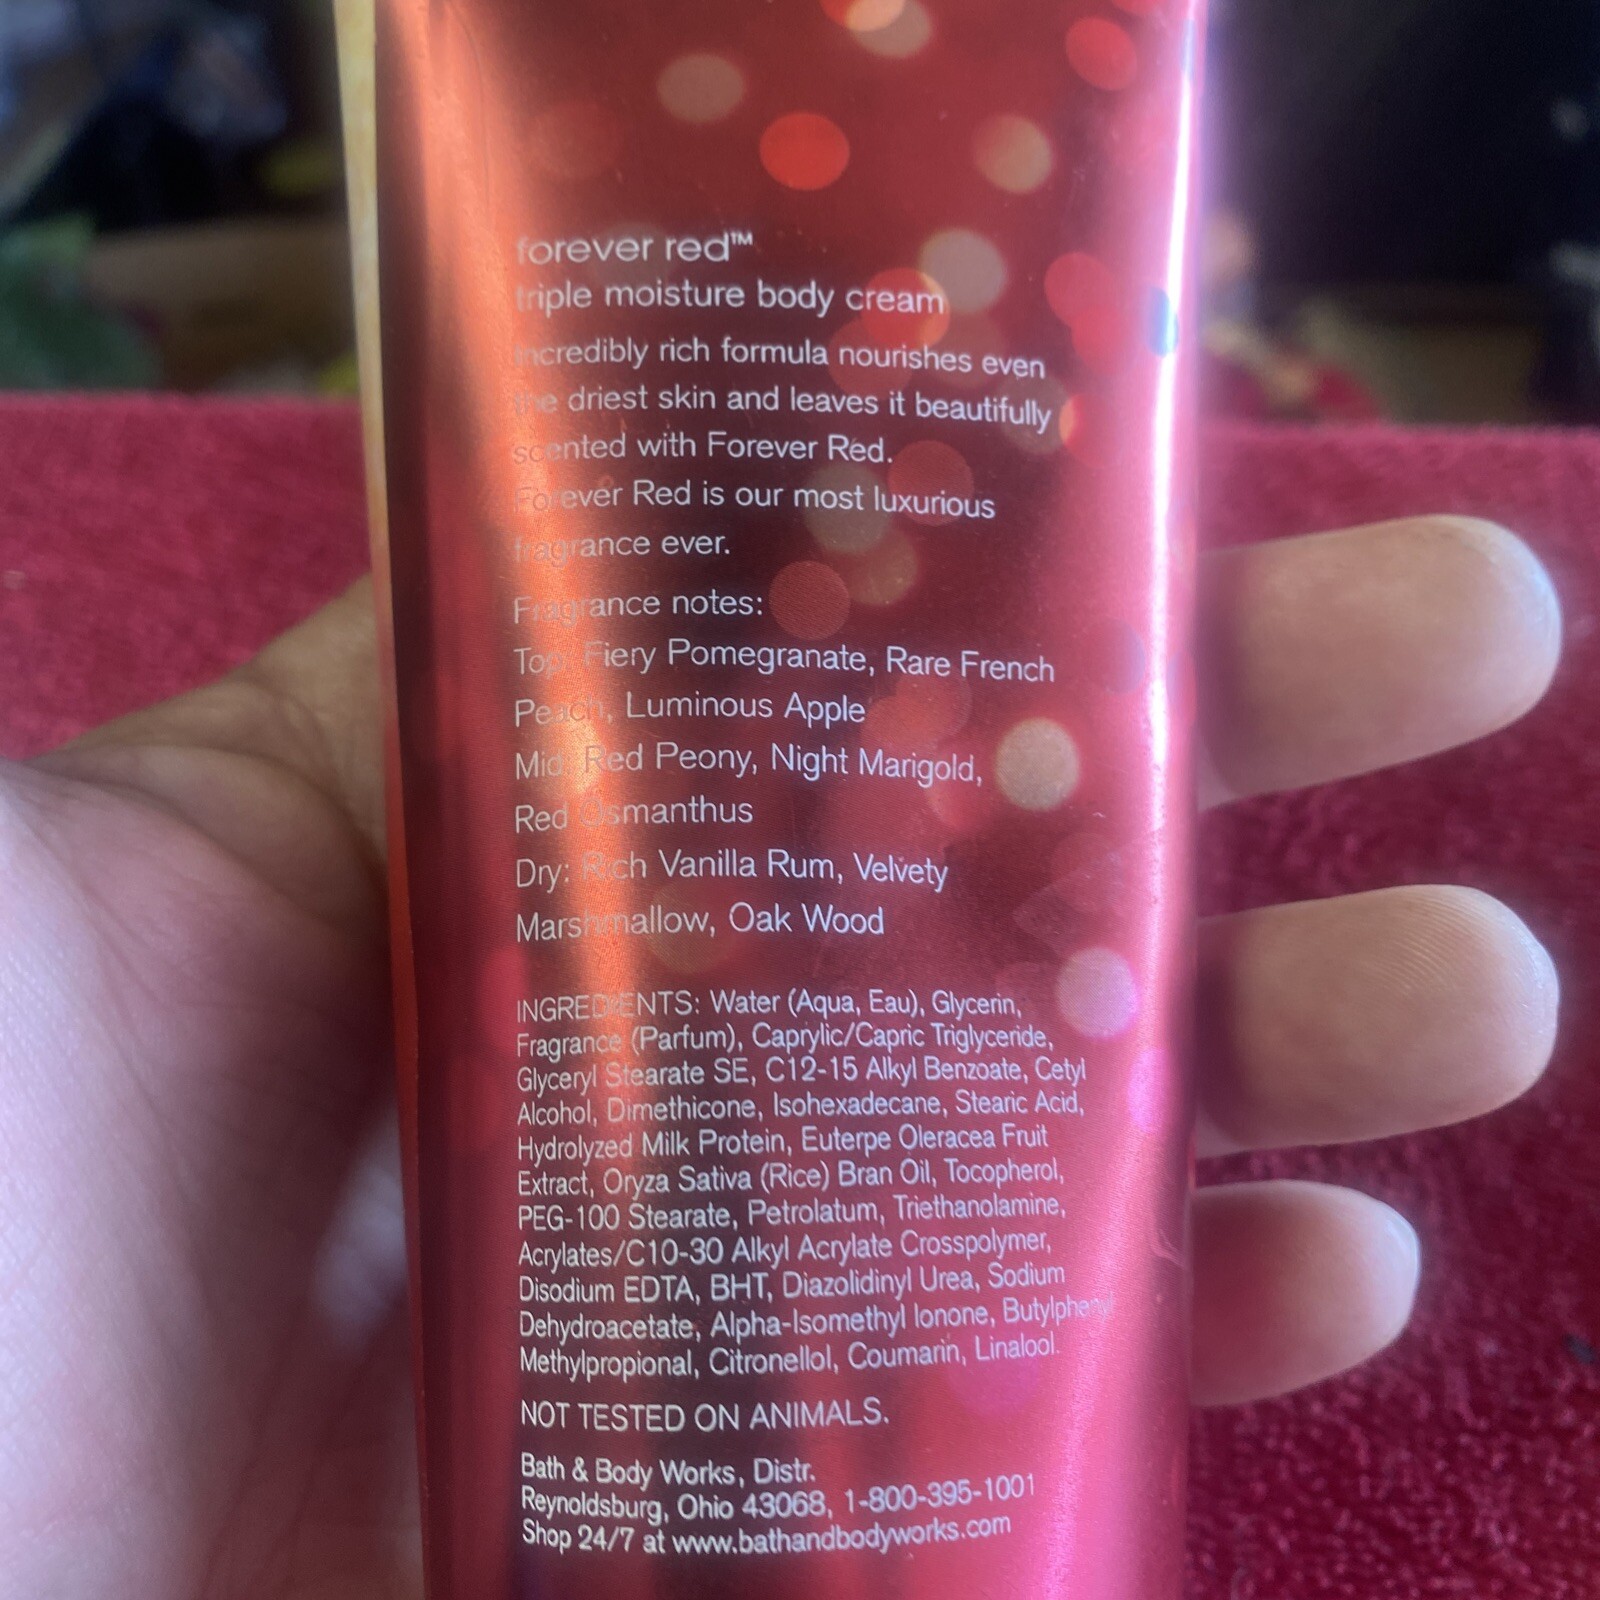 forever red™
triple moisture body cream
Incredibly rich formula nourishes even
the driest skin and leaves it beautifully
scented with Forever Red.
Forever Red is our most luxurious
fragrance ever.
Fragrance notes:
Top: Fiery Pomegranate, Rare French
Peach, Luminous Apple
Mid: Red Peony, Night Marigold,
Red Osmanthus
Dry: Rich Vanilla Rum, Velvety
Marshmallow, Oak Wood
INGREDIENTS: Water (Aqua, Eau), Glycerin,
Fragrance (Parfum), Caprylic/Capric Triglyceride,
Glyceryl Stearate SE, C12-15 Alkyl Benzoate, Cetyl
Alcohol, Dimethicone, Isohexadecane, Stearic Acid,
Hydrolyzed Milk Protein, Euterpe Oleracea Fruit
Extract, Oryza Sativa (Rice) Bran Oil, Tocopherol,
PEG-100 Stearate, Petrolatum, Triethanolamine,
Acrylates/C10-30 Alkyl Acrylate Crosspolymer,
Disodium EDTA, BHT, Diazolidinyl Urea, Sodium
Dehydroacetate, Alpha-Isomethyl Ionone, Butylphenyl
Methylpropional, Citronellol, Coumarin, Linalool.
NOT TESTED ON ANIMALS.
Bath & Body Works, Distr.
Reynoldsburg, Ohio 43068, 1-800-395-1001
Shop 24/7 at www.bathandbodyworks.com